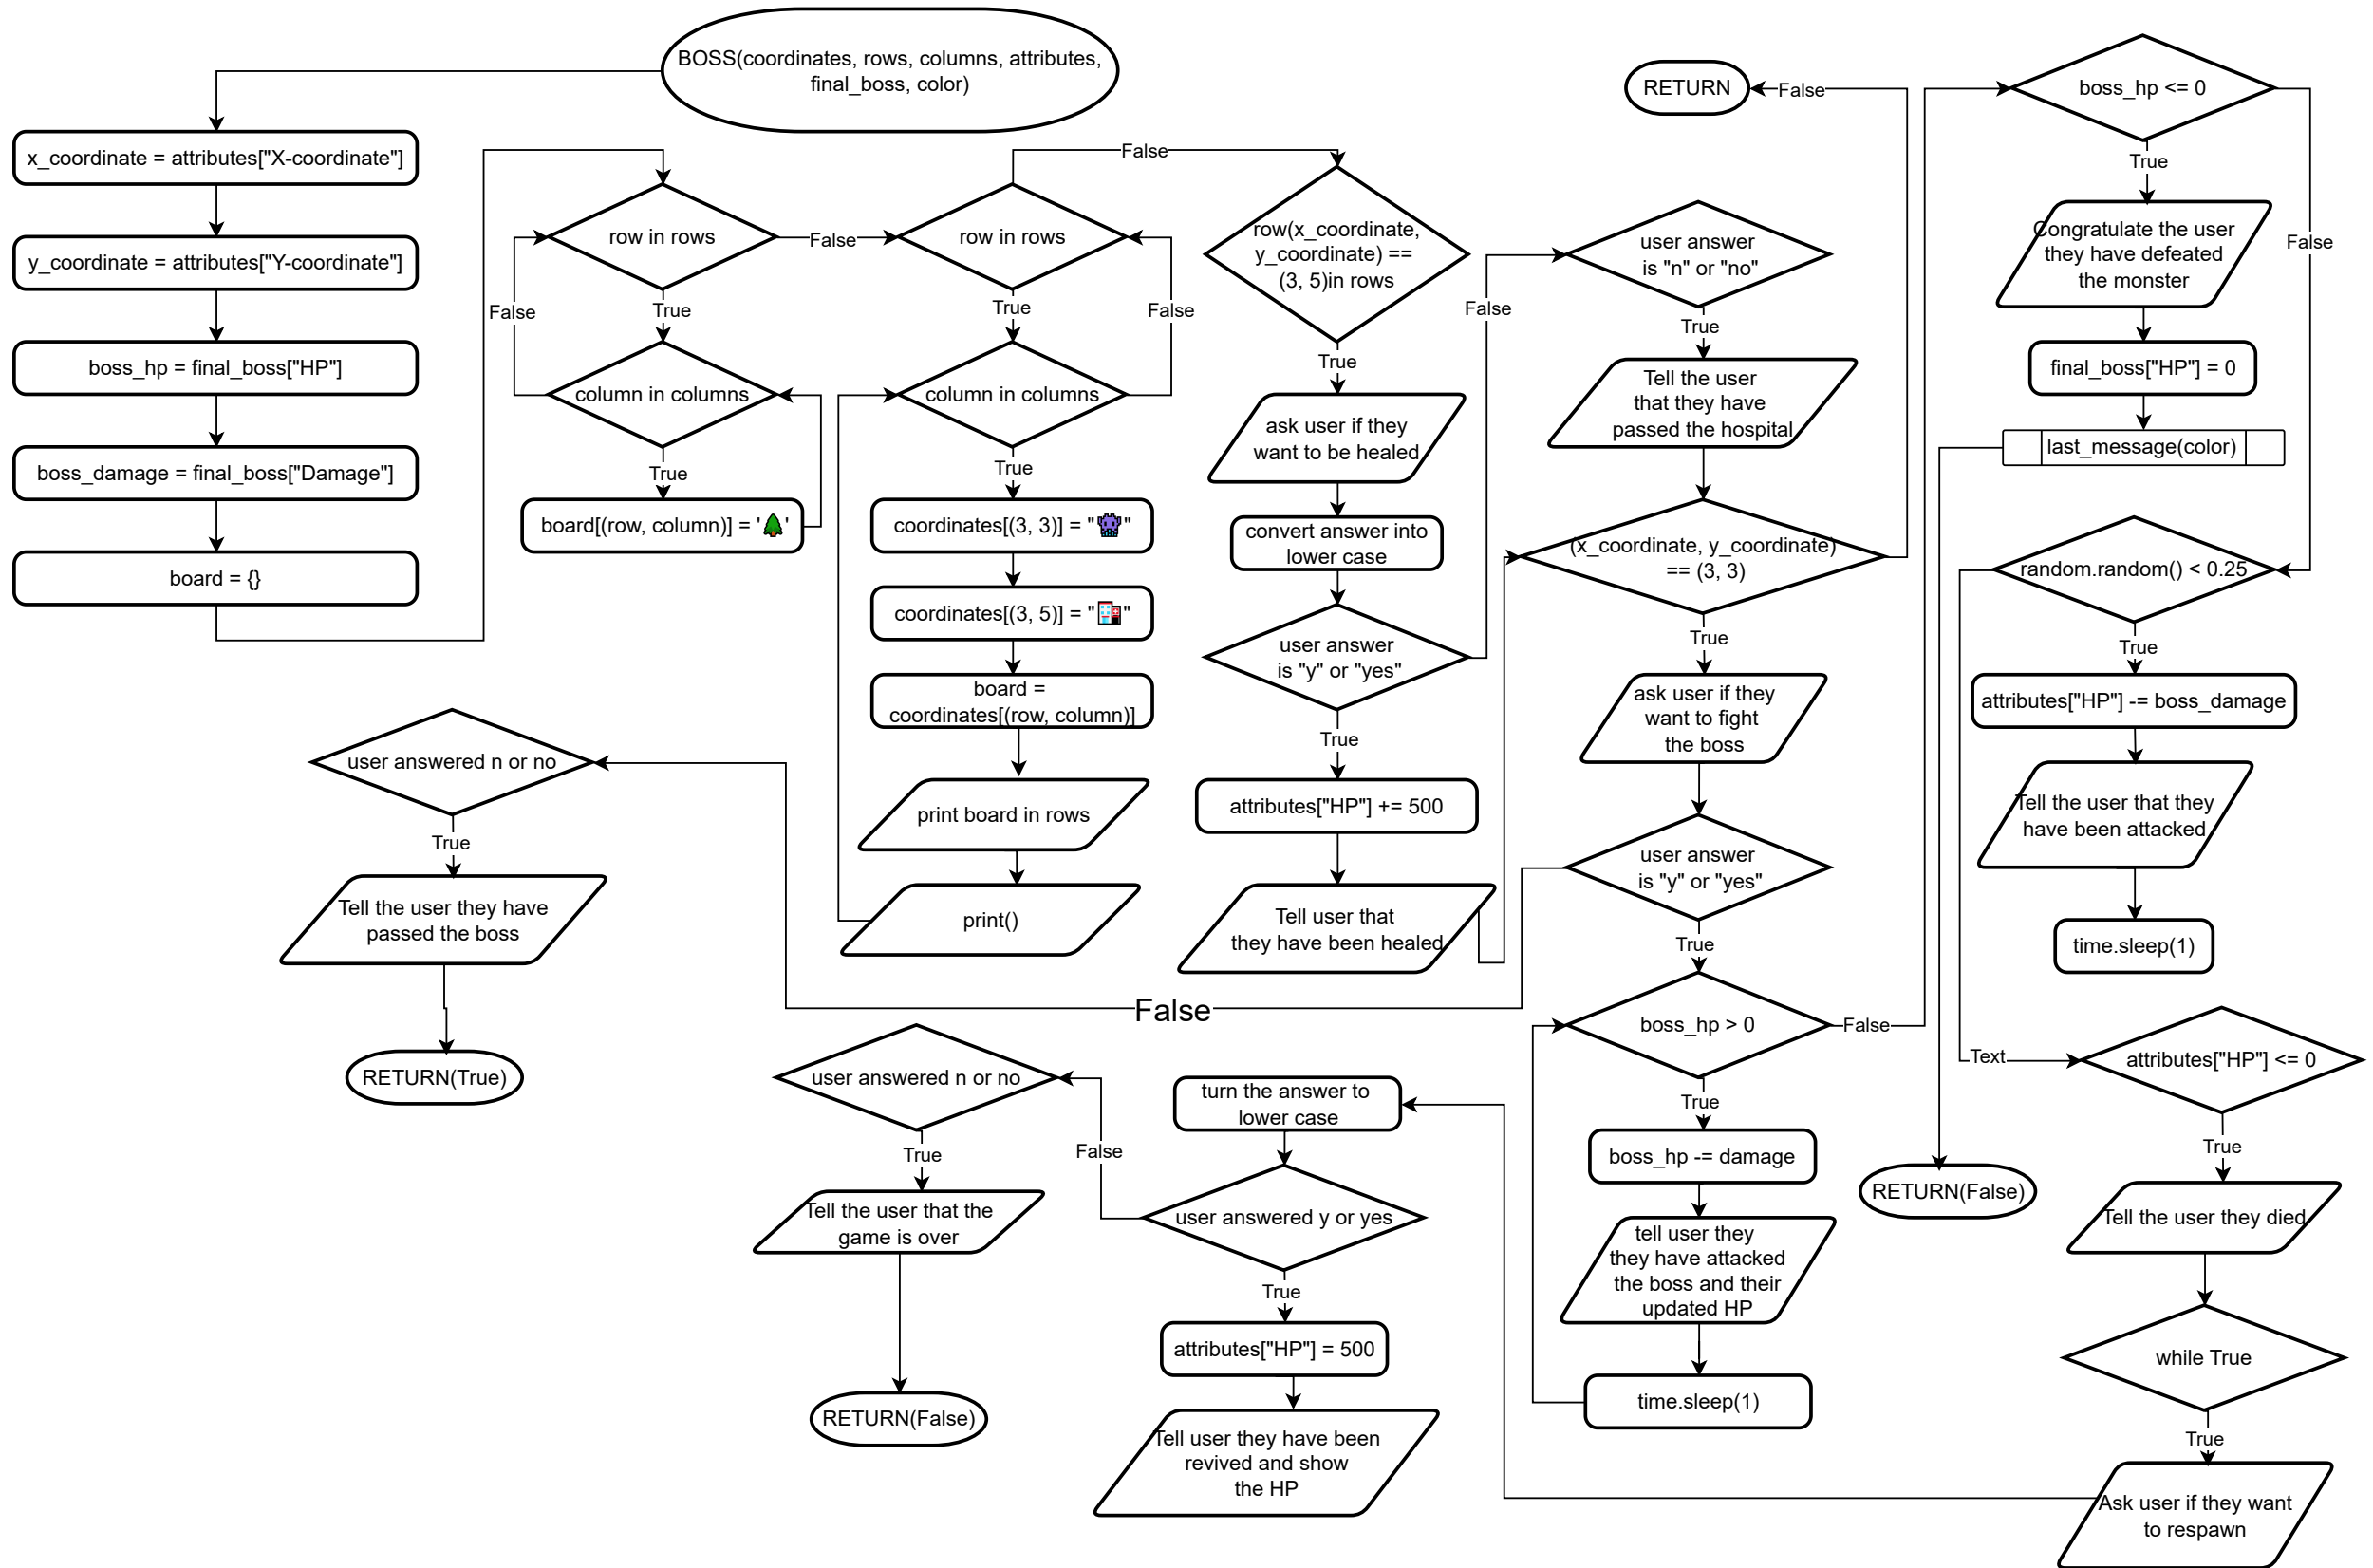 BOSS(coordinates, rows, columns, attributes,
final_boss, color)
x_coordinate = attributes["X-coordinate"]
y_coordinate = attributes["Y-coordinate"]
boss_hp = final_boss["HP"]
boss_damage = final_boss["Damage"]
board = {}
row in rows
False
True
False
column in columns
True
board[(row, column)] = '🌲'
row in rows
False
True
False
column in columns
True
coordinates[(3, 3)] = "👾"
coordinates[(3, 5)] = "🏥"
board =
coordinates[(row, column)]
print board in rows
print()
row(x_coordinate,
y_coordinate) ==
(3, 5)in rows
True
ask user if they
want to be healed
convert answer into
lower case
user answer
is "y" or "yes"
False
True
attributes["HP"] += 500
Tell user that
they have been healed
RETURN
False
user answer
is "n" or "no"
True
Tell the user
that they have
passed the hospital
(x_coordinate, y_coordinate)
== (3, 3)
True
ask user if they
want to fight
the boss
user answer
is "y" or "yes"
True
False
boss_hp > 0
False
True
boss_hp -= damage
tell user they
they have attacked
the boss and their
updated HP
time.sleep(1)
user answered n or no
True
Tell the user they have
passed the boss
RETURN(True)
boss_hp <= 0
True
False
Congratulate the user
they have defeated
the monster
final_boss["HP"] = 0
last_message(color)
RETURN(False)
random.random() < 0.25
True
attributes["HP"] -= boss_damage
Tell the user that they
have been attacked
time.sleep(1)
Text
attributes["HP"] <= 0
True
Tell the user they died
while True
True
Ask user if they want
to respawn
turn the answer to
lower case
user answered y or yes
False
True
attributes["HP"] = 500
Tell user they have been
revived and show
the HP
user answered n or no
True
Tell the user that the
game is over
RETURN(False)